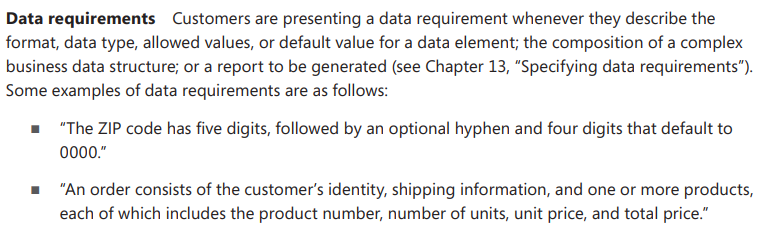 Data requirements Customers are presenting a data requirement whenever they describe the
format, data type, allowed values, or default value for a data element; the composition of a complex
business data structure; or a report to be generated (see Chapter 13, “Specifying data requirements”).
Some examples of data requirements are as follows:
■ “The ZIP code has five digits, followed by an optional hyphen and four digits that default to
0000.”
■ “An order consists of the customer’s identity, shipping information, and one or more products,
each of which includes the product number, number of units, unit price, and total price.”